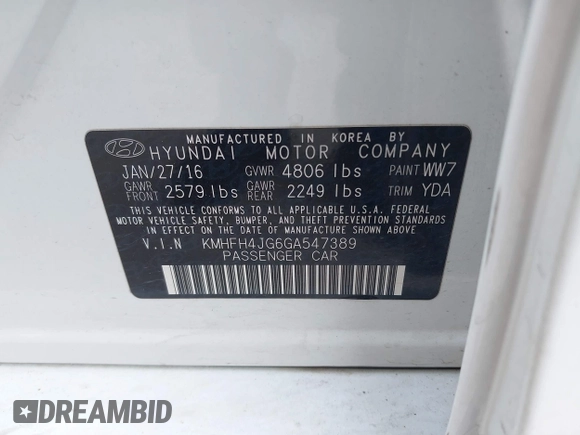 MANUFACTURED IN KOREA BY
HYUNDAI MOTOR COMPANY
JAN/27/16 GVWR 4806 lbs PAINT WW7
GAWR FRONT 2579 lbs GAWR REAR 2249 lbs TRIM YDA
THIS VEHICLE CONFORMS TO ALL APPLICABLE U.S.A. FEDERAL
MOTOR VEHICLE SAFETY, BUMPER, AND THEFT PREVENTION STANDARDS
IN EFFECT ON THE DATE OF MANUFACTURE SHOWN ABOVE.
V.I.N KMHFH4JG6GA547389
PASSENGER CAR
DREAMBID